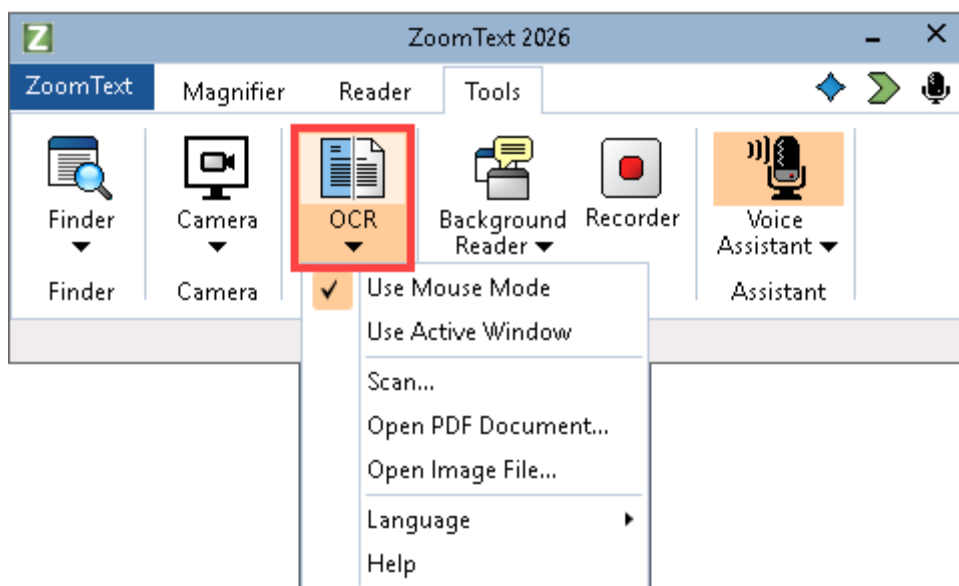 Z
ZoomText 2026
ZoomText Magnifier Reader Tools
Finder
Camera
OCR
Background
Reader
Recorder
Voice
Assistant
Finder
Camera
Assistant
Use Mouse Mode
Use Active Window
Scan...
Open PDF Document...
Open Image File...
Language
Help